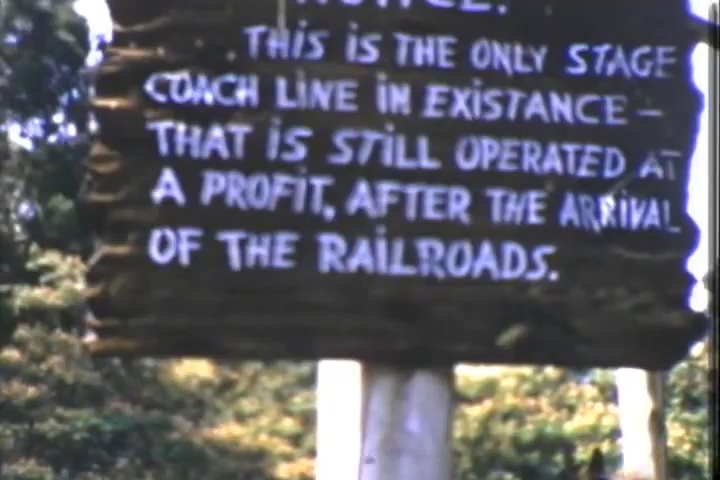 NOTICE.
THIS IS THE ONLY STAGE
COACH LINE IN EXISTANCE –
THAT IS STILL OPERATED AT
A PROFIT, AFTER THE ARRIVAL
OF THE RAILROADS.